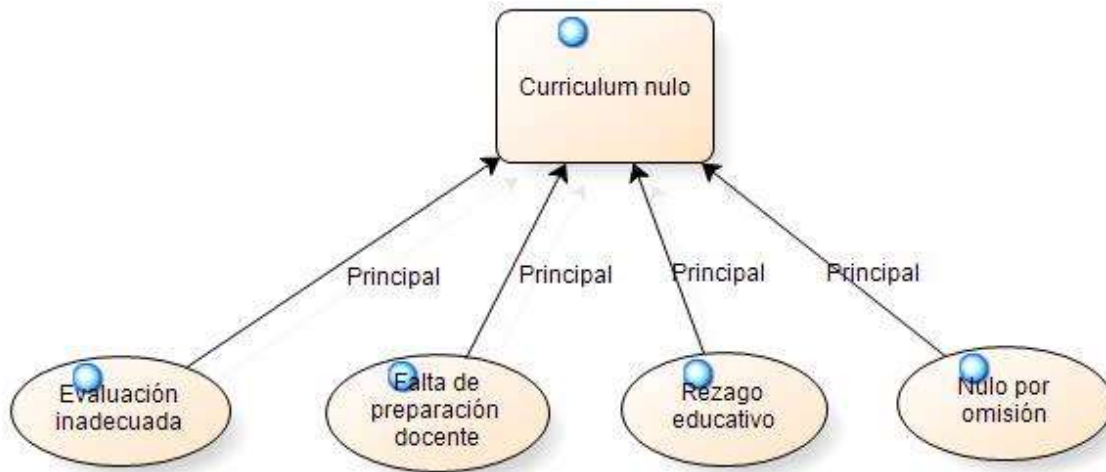 Curriculum nulo
Principal
Principal
Principal
Principal
Evaluación
inadecuada
Falta de
preparación
docente
Rezago
educativo
Nulo por
omisión